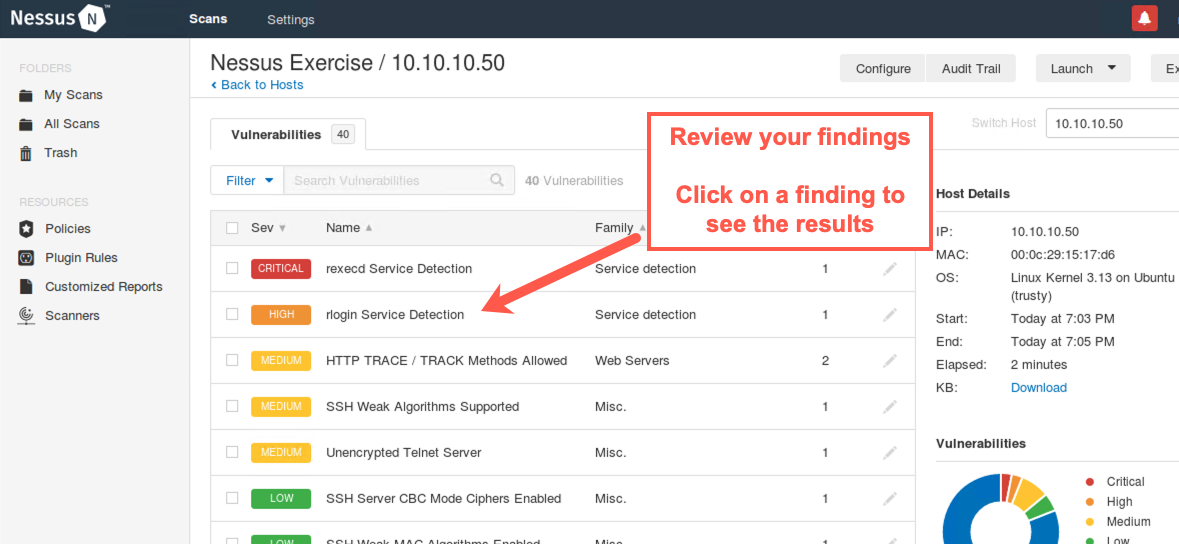 Nessus N
Scans
Settings
FOLDERS
My Scans
All Scans
Trash
RESOURCES
Policies
Plugin Rules
Customized Reports
Scanners
Nessus Exercise / 10.10.10.50
Back to Hosts
Configure
Audit Trail
Launch
Ex
Vulnerabilities 40
Switch Host 10.10.10.50
Filter
Search Vulnerabilities
40 Vulnerabilities
Review your findings
Click on a finding to
see the results
Sev Name Family
CRITICAL rexecd Service Detection Service detection 1
HIGH rlogin Service Detection Service detection 1
MEDIUM HTTP TRACE / TRACK Methods Allowed Web Servers 2
MEDIUM SSH Weak Algorithms Supported Misc. 1
MEDIUM Unencrypted Telnet Server Misc. 1
LOW SSH Server CBC Mode Ciphers Enabled Misc. 1
LOW SSH Weak MAC Algorithms Enabled Misc. 1
Host Details
IP: 10.10.10.50
MAC: 00:0c:29:15:17:d6
OS: Linux Kernel 3.13 on Ubuntu
(trusty)
Start: Today at 7:03 PM
End: Today at 7:05 PM
Elapsed: 2 minutes
KB: Download
Vulnerabilities
Critical
High
Medium
Low